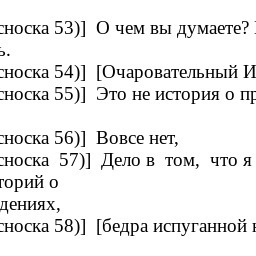 сноска 53)] О чем вы думаете?
ь.
сноска 54)] [Очаровательный И
сноска 55)] Это не история о пр
сноска 56)] Вовсе нет,
сноска 57)] Дело в том, что я
торий о
дениях,
сноска 58)] [бедра испуганной